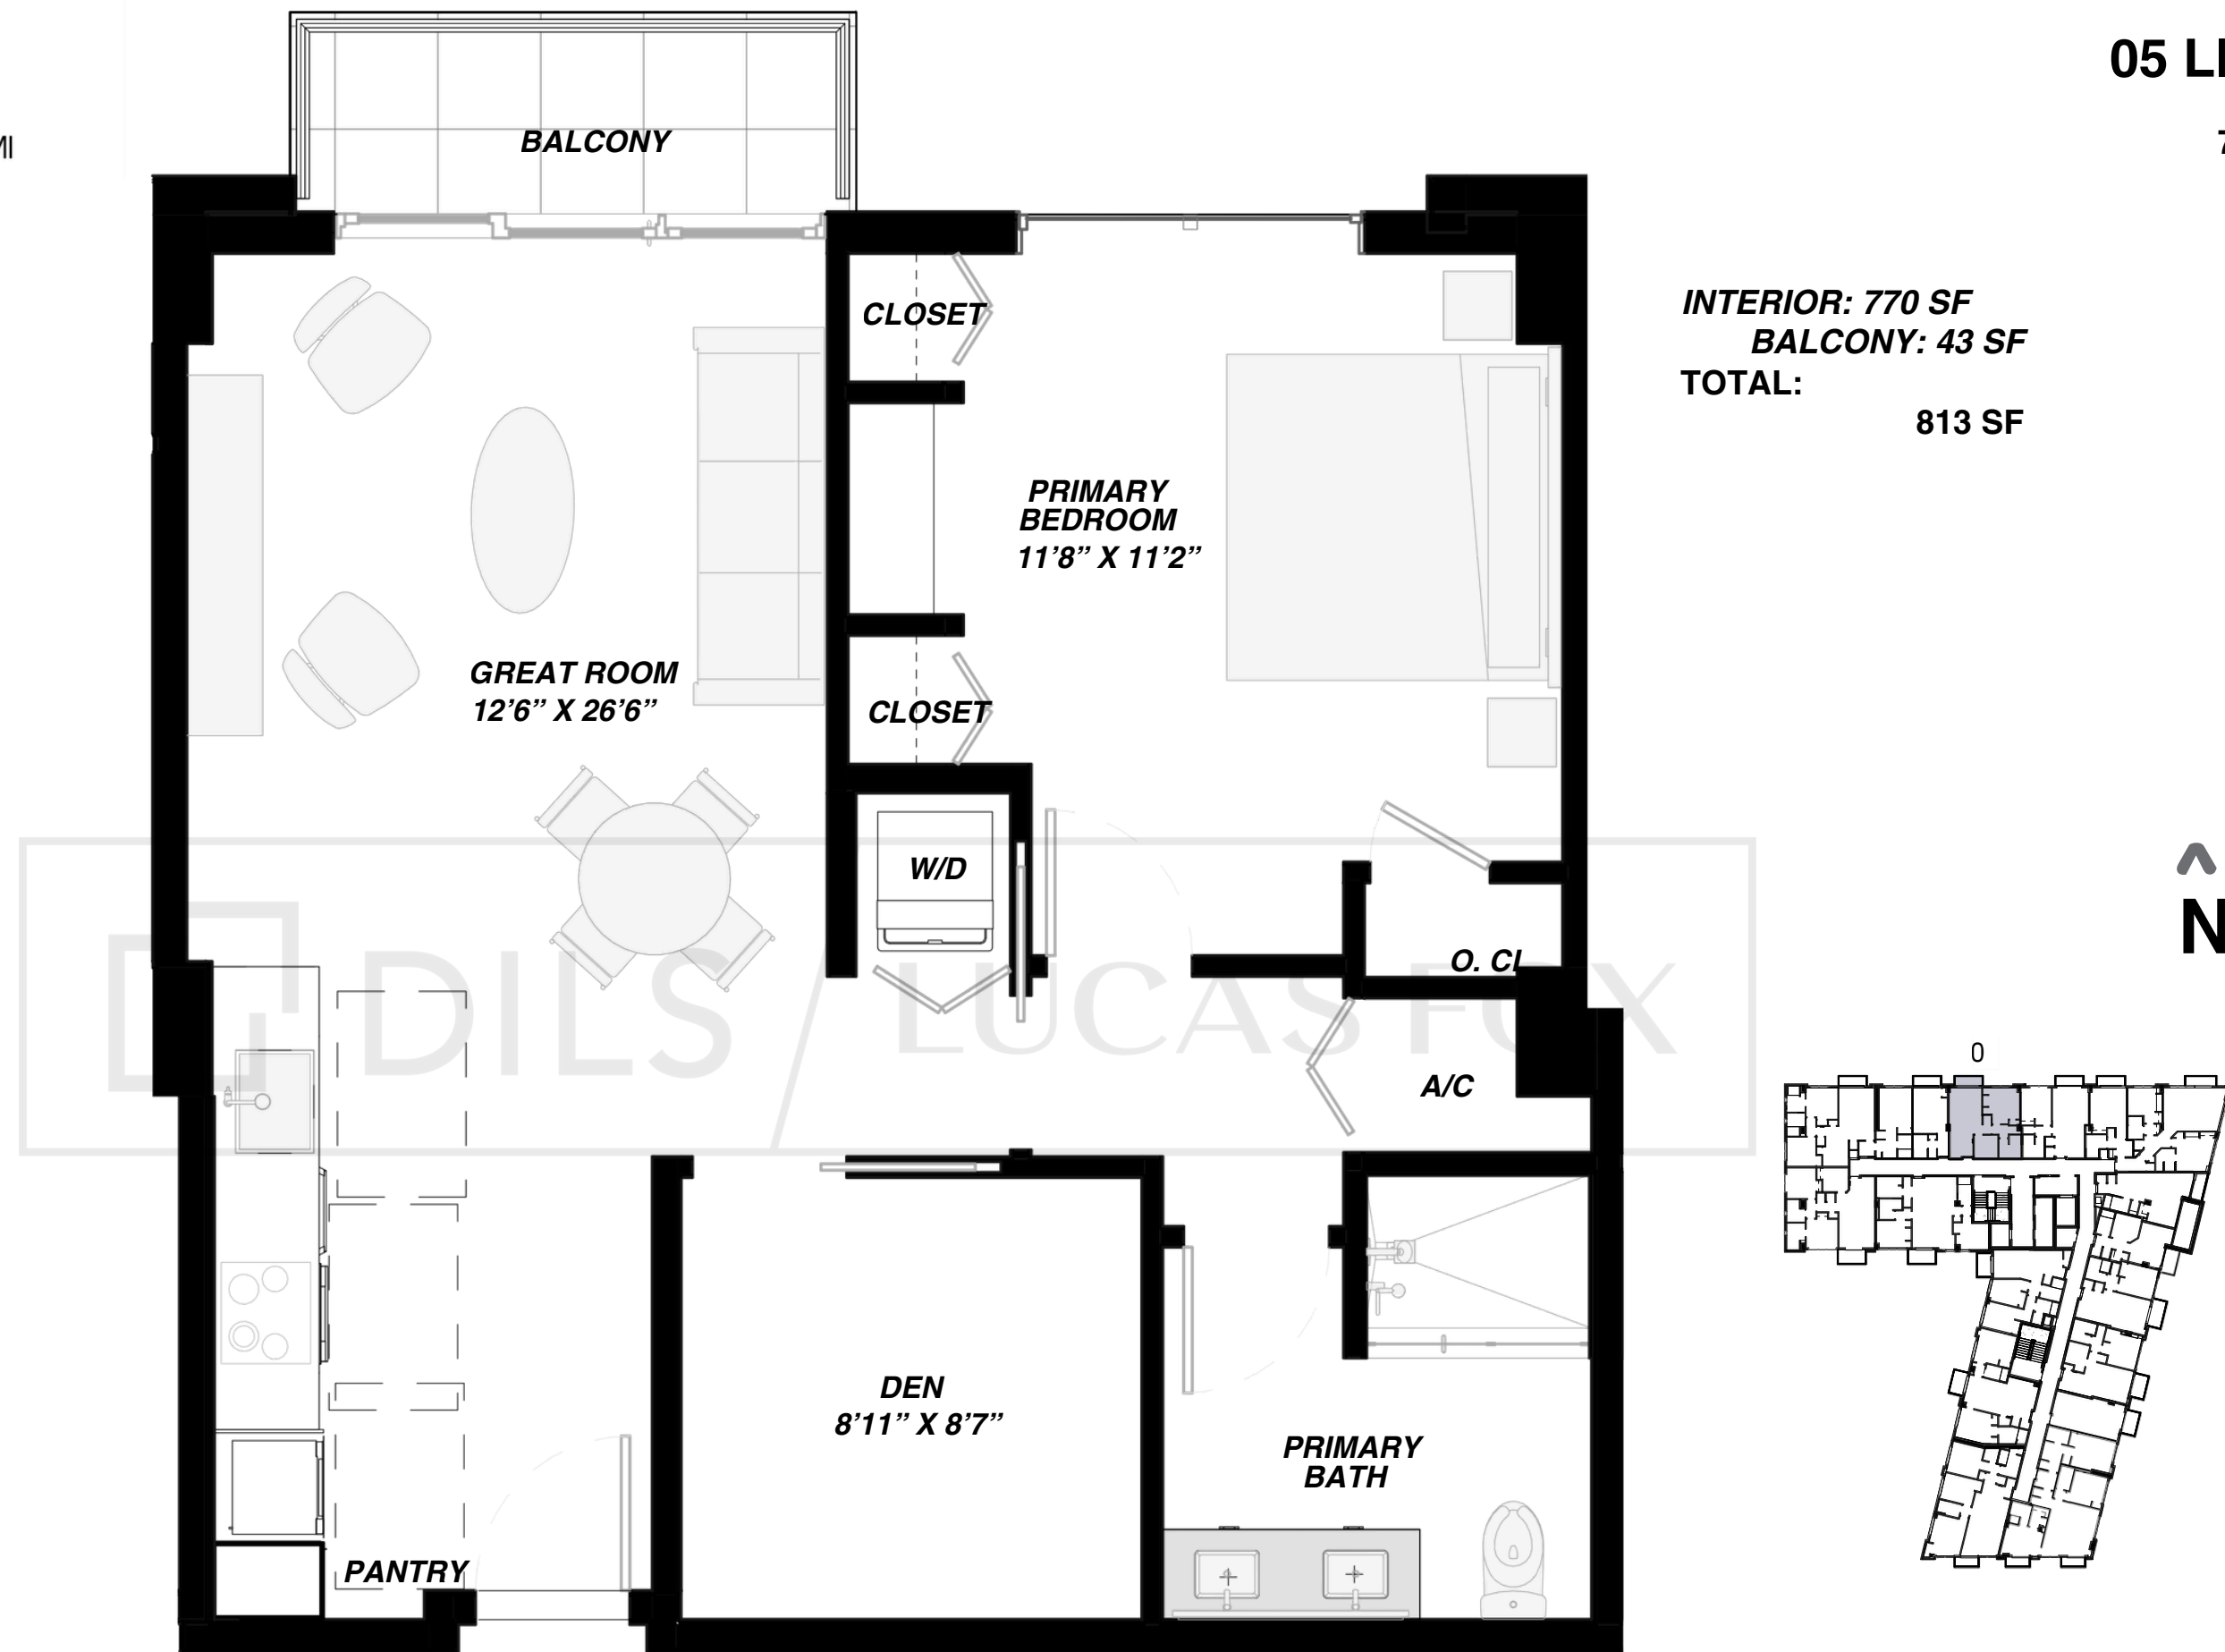 05 L
MI
7
BALCONY
INTERIOR: 770 SF
BALCONY: 43 SF
TOTAL:
813 SF
CLOSET
PRIMARY
BEDROOM
11’8” X 11’2”
GREAT ROOM
12’6” X 26’6”
CLOSET
W/D
N
O. Cl
DILS / LUCAS FOX
0
A/C
DEN
8’11” X 8’7”
PRIMARY
BATH
PANTRY